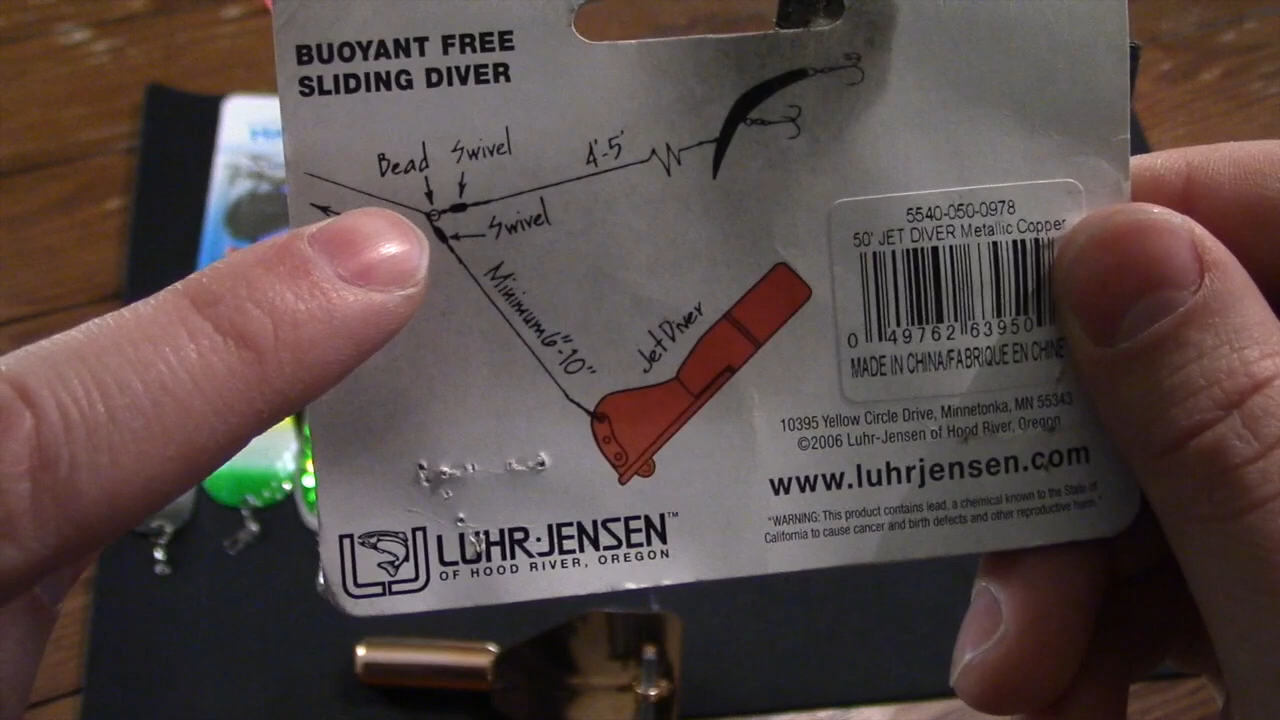 BUOYANT FREE
SLIDING DIVER
Bead
Swivel
4'-5'
Swivel
Minimum 6"-10"
Jet Diver
5540-050-0978
50' JET DIVER Metallic Copper
0 49762 63950
MADE IN CHINA/FABRIQUE EN CHINE
10395 Yellow Circle Drive, Minnetonka, MN 55343
©2006 Luhr-Jensen of Hood River, Oregon
www.luhrjensen.com
"WARNING: This product contains lead, a chemical known to the State of
California to cause cancer and birth defects and other reproductive harm."
LJ LUHR·JENSEN™
OF HOOD RIVER, OREGON